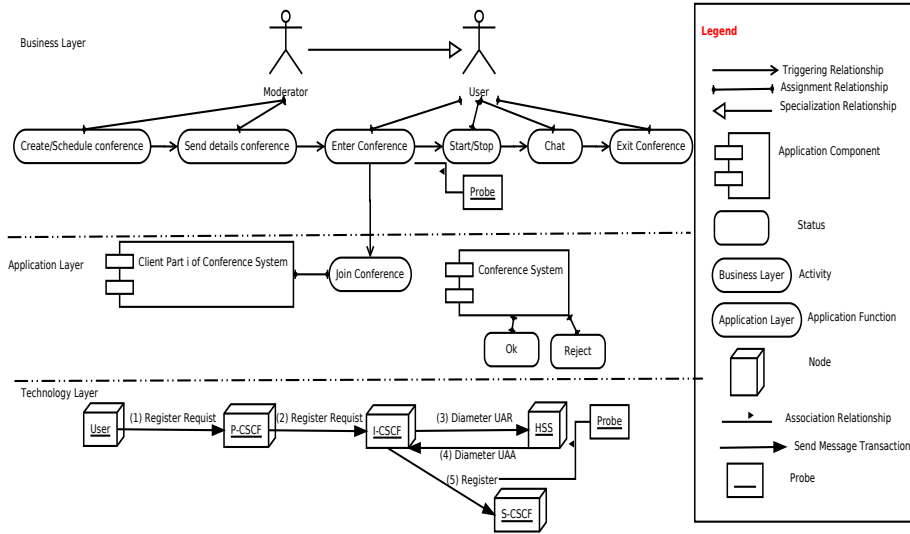 Business Layer
Moderator
User
Create/Schedule conference
Send details conference
Enter Conference
Start/Stop
Chat
Exit Conference
Probe
Application Layer
Client Part i of Conference System
Join Conference
Conference System
Ok
Reject
Technology Layer
User
(1) Register Requist
P-CSCF
(2) Register Requist
I-CSCF
(3) Diameter UAR
HSS
Probe
(4) Diameter UAA
(5) Register
S-CSCF
Legend
Triggering Relationship
Assignment Relationship
Specialization Relationship
Application Component
Status
Business Layer
Activity
Application Layer
Application Function
Node
Association Relationship
Send Message Transaction
Probe